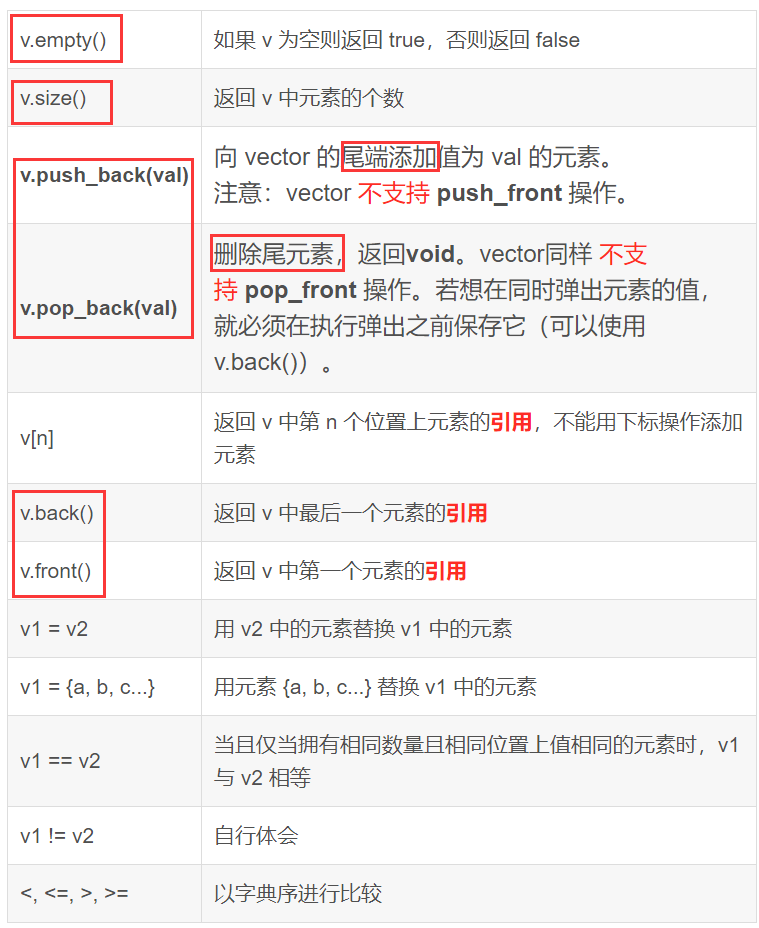 v.empty()
如果 v 为空则返回 true，否则返回 false
v.size()
返回 v 中元素的个数
v.push_back(val)
向 vector 的尾端添加值为 val 的元素。
注意：vector 不支持 push_front 操作。
v.pop_back(val)
删除尾元素，返回void。vector同样 不支
持 pop_front 操作。若想在同时弹出元素的值，
就必须在执行弹出之前保存它（可以使用
v.back()）。
v[n]
返回 v 中第 n 个位置上元素的引用，不能用下标操作添加
元素
v.back()
返回 v 中最后一个元素的引用
v.front()
返回 v 中第一个元素的引用
v1 = v2
用 v2 中的元素替换 v1 中的元素
v1 = {a, b, c...}
用元素 {a, b, c...} 替换 v1 中的元素
v1 == v2
当且仅当拥有相同数量且相同位置上值相同的元素时，v1
与 v2 相等
v1 != v2
自行体会
<, <=, >, >=
以字典序进行比较